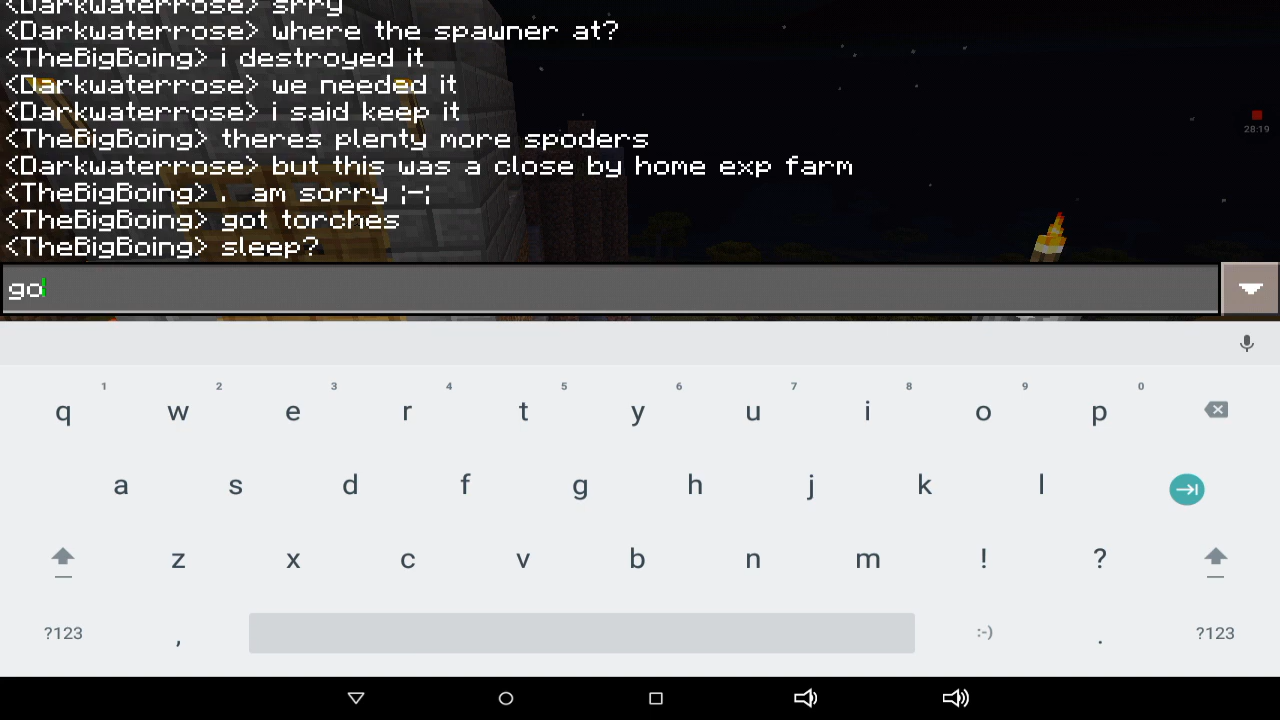 <Darkwaterrose> srry
<Darkwaterrose> where the spawner at?
<TheBigBoing> i destroyed it
<Darkwaterrose> we needed it
<Darkwaterrose> i said keep it
<TheBigBoing> theres plenty more spoders
<Darkwaterrose> but this was a close by home exp farm
<TheBigBoing> , am sorry ;-;
<TheBigBoing> got torches
<TheBigBoing> sleep?
28:19
go
1 2 3 4 5 6 7 8 9 0
q w e r t y u i o p
a s d f g h j k l
z x c v b n m ! ?
?123 , :-) . ?123